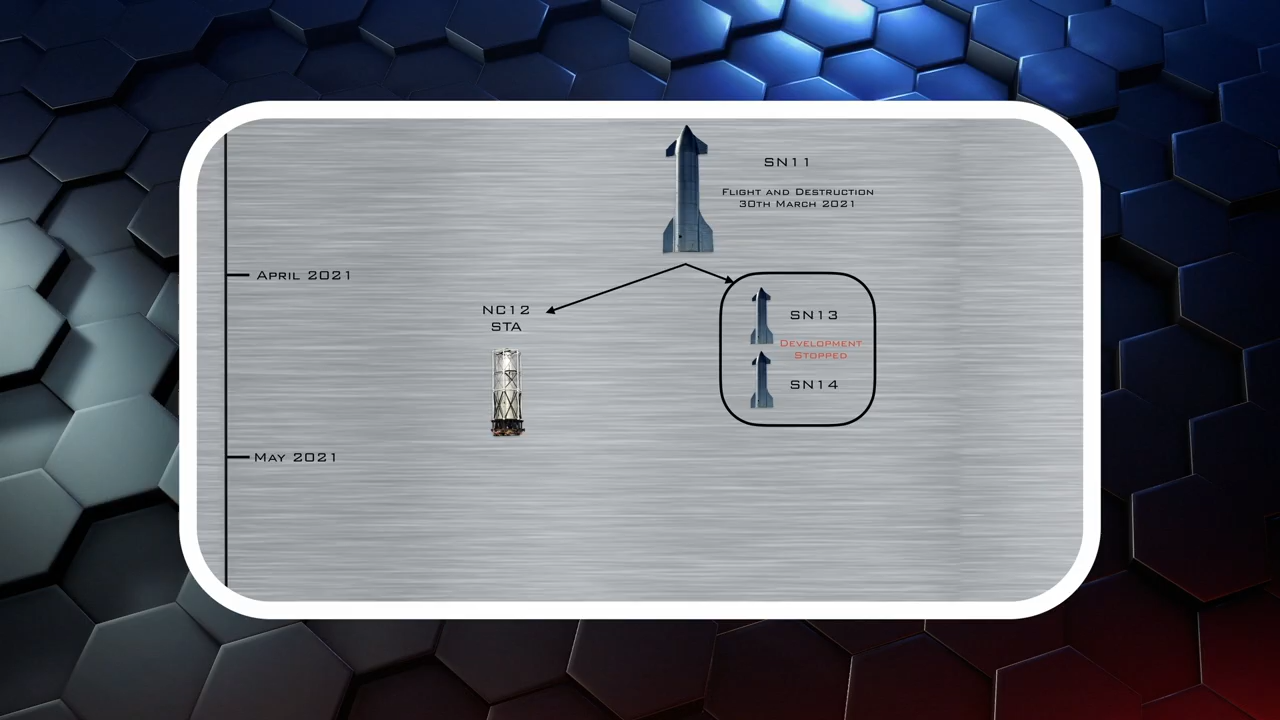 SN11
Flight and Destruction
30th March 2021
April 2021
NC12
STA
SN13
Development
Stopped
SN14
May 2021